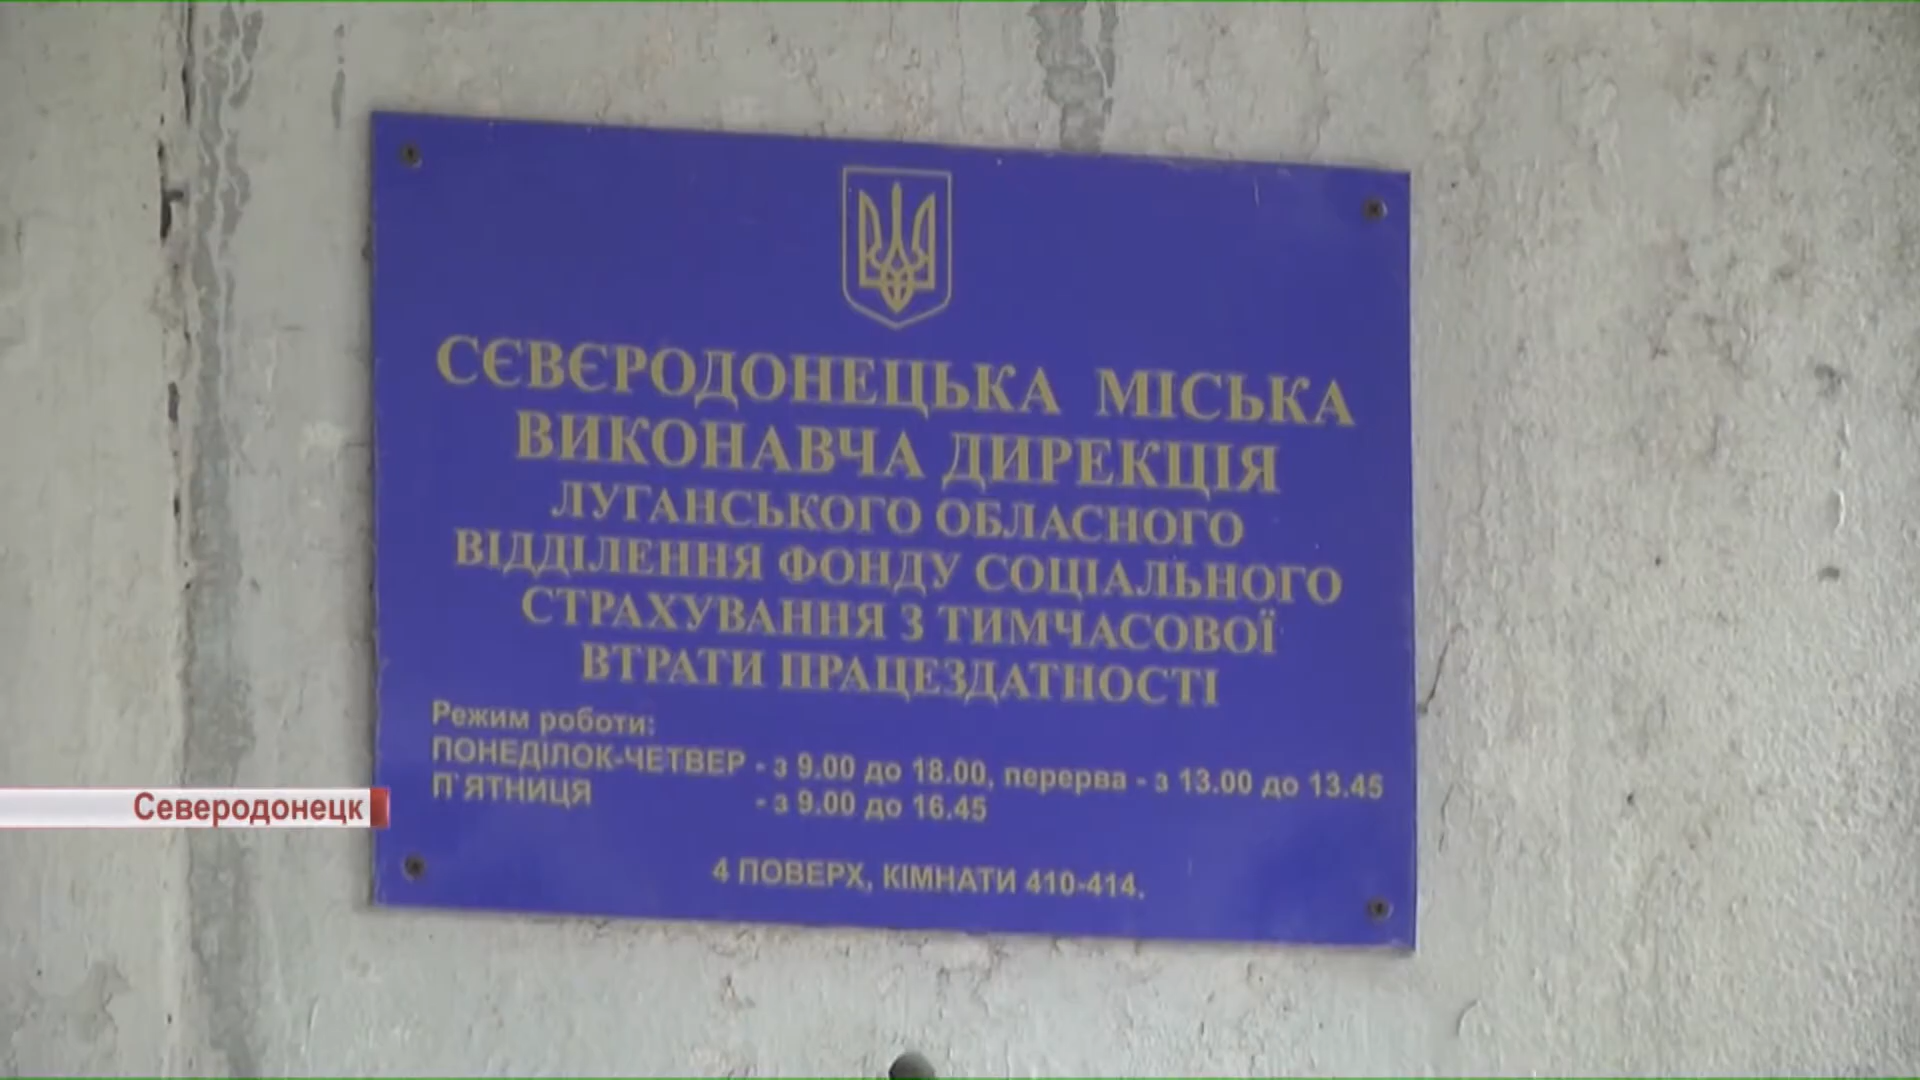 СЄВЄРОДОНЕЦЬКА МІСЬКА
ВИКОНАВЧА ДИРЕКЦІЯ
ЛУГАНСЬКОГО ОБЛАСНОГО
ВІДДІЛЕННЯ ФОНДУ СОЦІАЛЬНОГО
СТРАХУВАННЯ З ТИМЧАСОВОЇ
ВТРАТИ ПРАЦЕЗДАТНОСТІ
Режим роботи:
ПОНЕДІЛОК-ЧЕТВЕР - з 9.00 до 18.00, перерва - з 13.00 до 13.45
П`ЯТНИЦЯ - з 9.00 до 16.45
4 ПОВЕРХ, КІМНАТИ 410-414.
Северодонецк